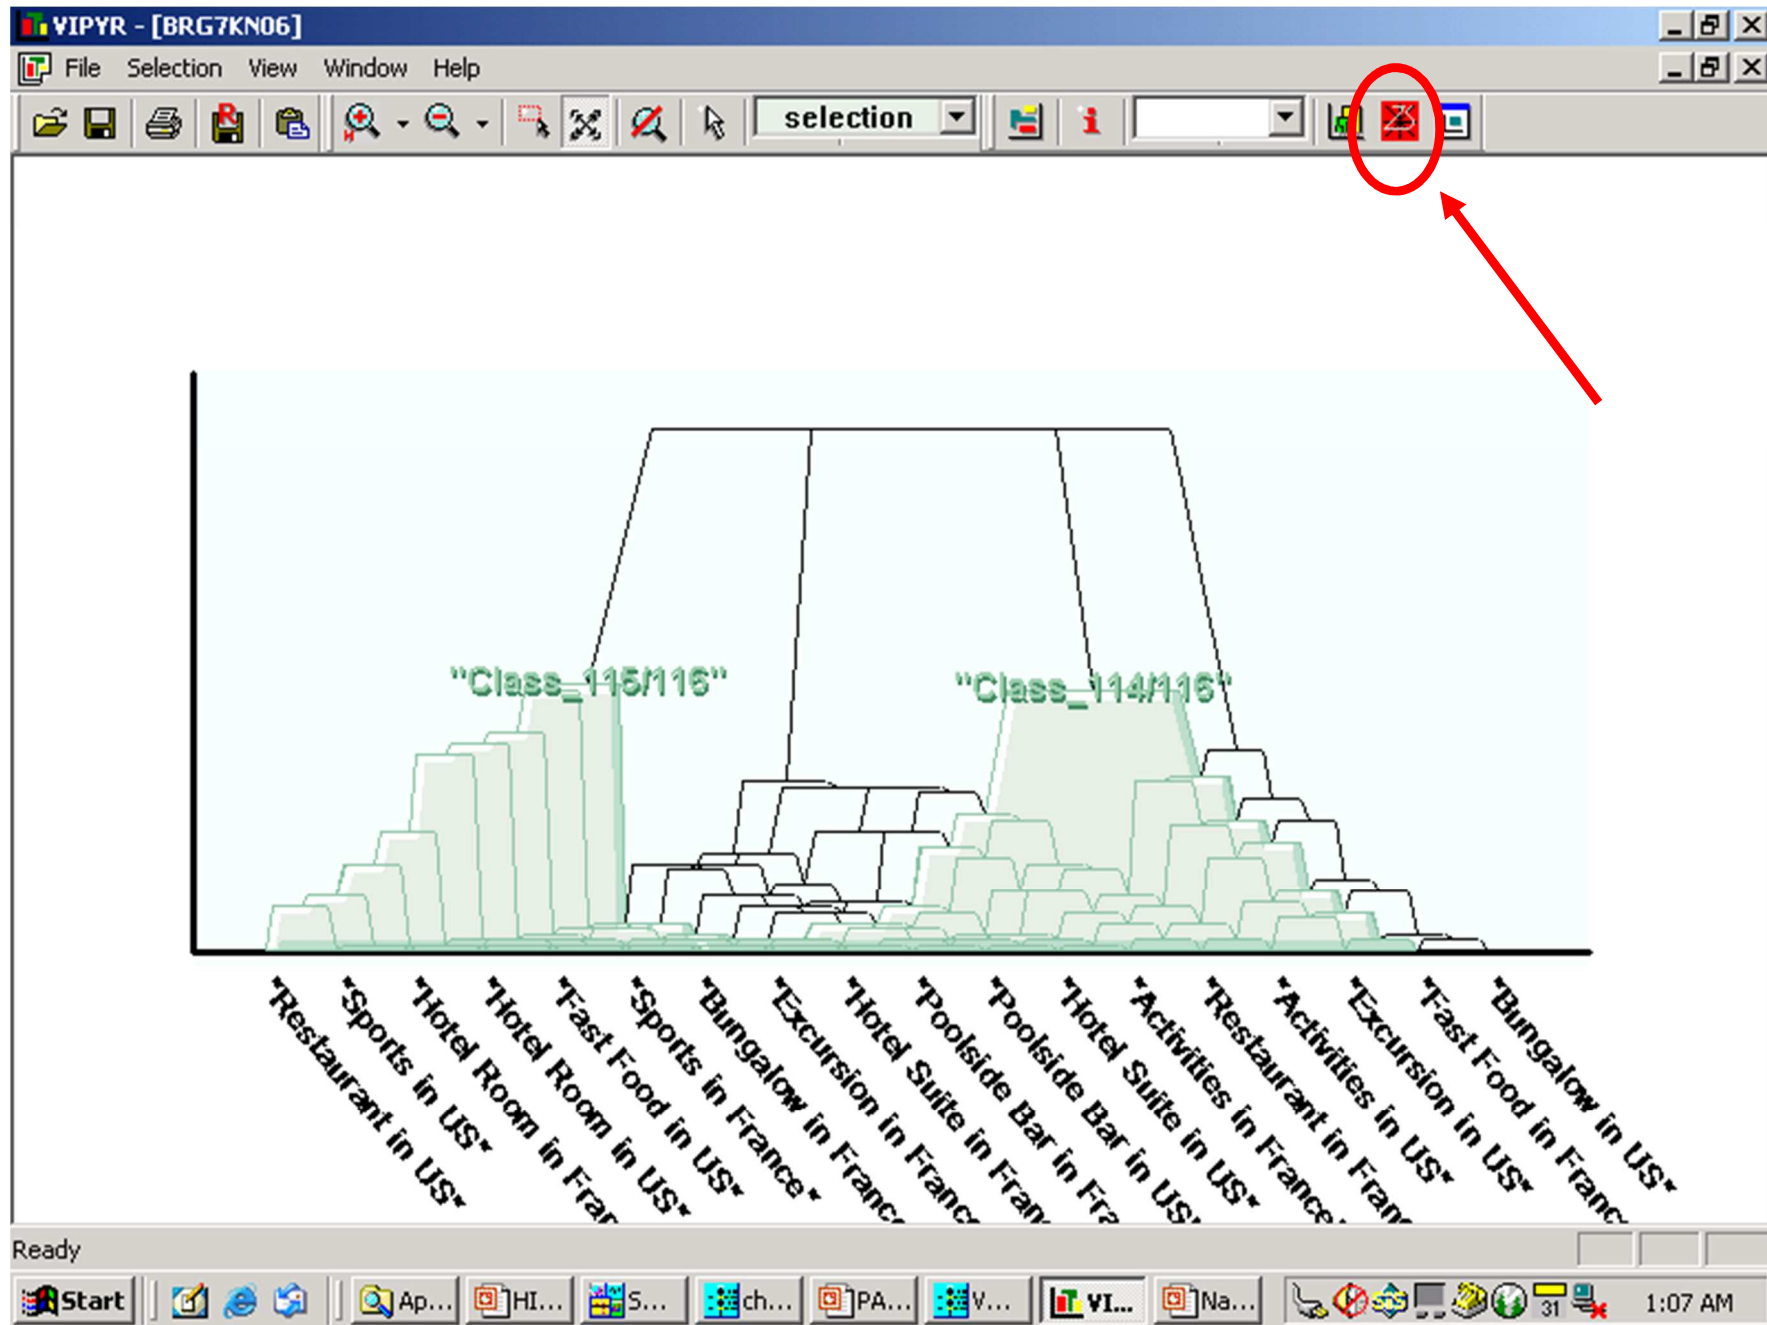 VIPYR - [BRG7KN06]
File Selection View Window Help
selection
"Class_115/116"
"Class_114/116"
"Restaurant in US"
"Sports in US"
"Hotel Room in Fran
"Hotel Room in US"
"Fast Food in US"
"Sports in France"
"Bungalow in France
"Excursion in France
"Hotel Suite in Fran
"Poolside Bar in Fra
"Poolside Bar in US"
"Hotel Suite in US"
"Activities in France"
"Restaurant in Fran
"Activities in US"
"Excursion in US"
"Fast Food in Franc
"Bungalow in US"
Ready
Start Ap... HI... S... ch... PA... V... VI... Na... 31 1:07 AM